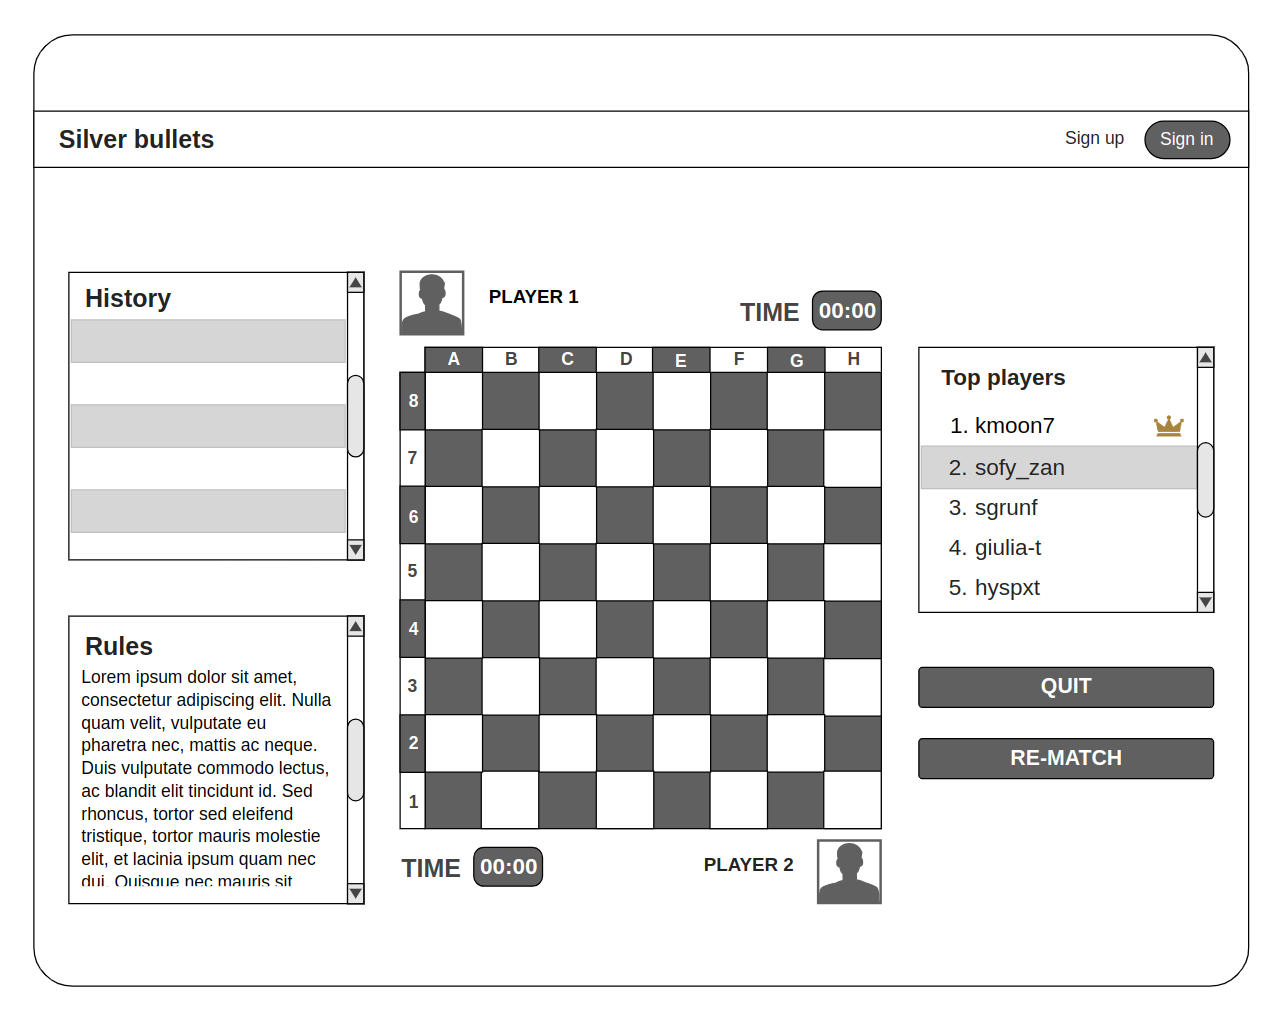 Silver bullets
Sign up
Sign in
History
Rules
Lorem ipsum dolor sit amet,
consectetur adipiscing elit. Nulla
quam velit, vulputate eu
pharetra nec, mattis ac neque.
Duis vulputate commodo lectus,
ac blandit elit tincidunt id. Sed
rhoncus, tortor sed eleifend
tristique, tortor mauris molestie
elit, et lacinia ipsum quam nec
dui. Quisque nec mauris sit
PLAYER 1
TIME 00:00
A B C D E F G H
8
7
6
5
4
3
2
1
TIME 00:00
PLAYER 2
Top players
1. kmoon7
2. sofy_zan
3. sgrunf
4. giulia-t
5. hyspxt
QUIT
RE-MATCH